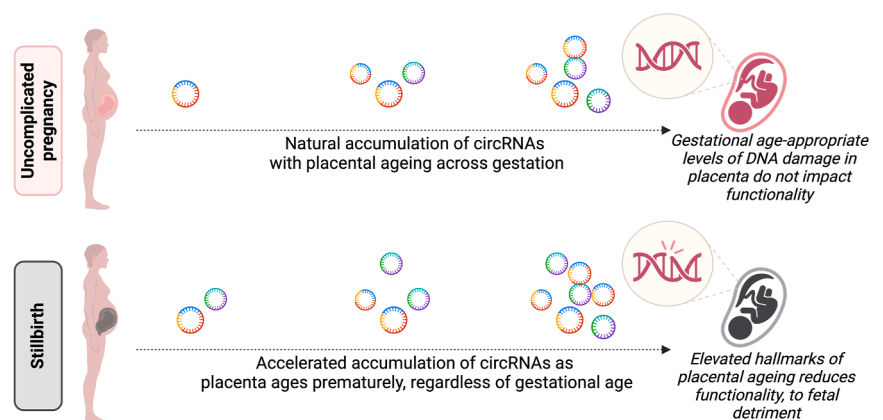 Uncomplicated
pregnancy
Natural accumulation of circRNAs
with placental ageing across gestation
Gestational age-appropriate
levels of DNA damage in
placenta do not impact
functionality
Stillbirth
Accelerated accumulation of circRNAs as
placenta ages prematurely, regardless of gestational age
Elevated hallmarks of
placental ageing reduces
functionality, to fetal
detriment